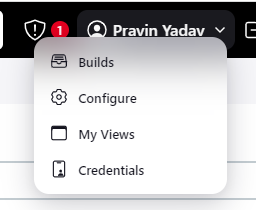 1 Pravin Yadav
Builds
Configure
My Views
Credentials